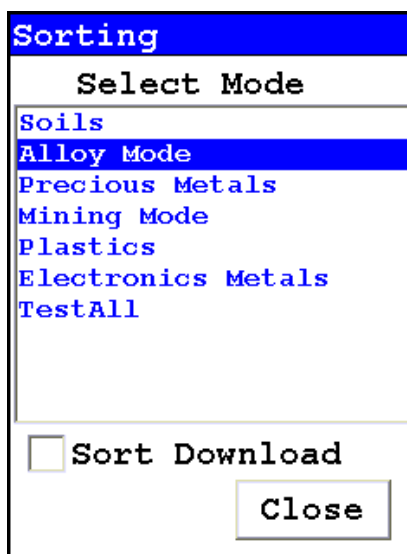 Sorting
Select Mode
Soils
Alloy Mode
Precious Metals
Mining Mode
Plastics
Electronics Metals
TestAll
Sort Download
Close